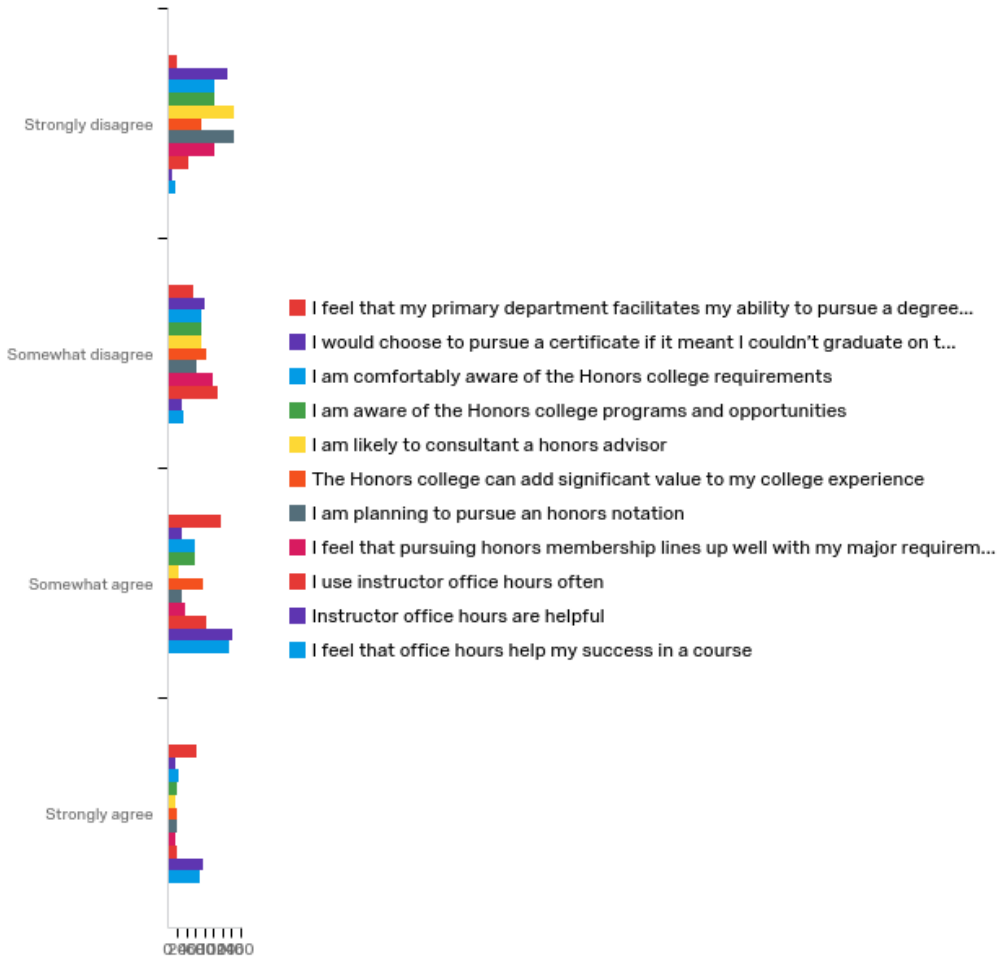 Strongly disagree
Somewhat disagree
Somewhat agree
Strongly agree
I feel that my primary department facilitates my ability to pursue a degree...
I would choose to pursue a certificate if it meant I couldn't graduate on t...
I am comfortably aware of the Honors college requirements
I am aware of the Honors college programs and opportunities
I am likely to consultant a honors advisor
The Honors college can add significant value to my college experience
I am planning to pursue an honors notation
I feel that pursuing honors membership lines up well with my major requirem...
I use instructor office hours often
Instructor office hours are helpful
I feel that office hours help my success in a course